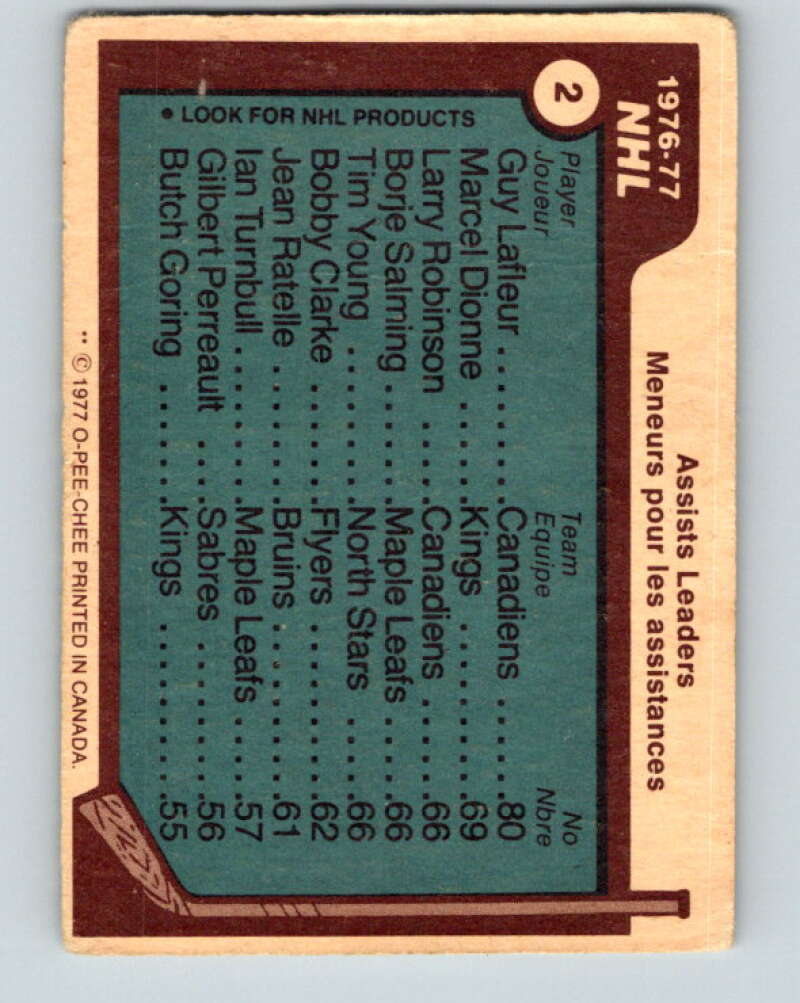 1976-77
NHL
Assists Leaders
Meneurs pour les assistances
2
Player Team No
Joueur Equipe Nbre
Guy Lafleur.........Canadiens.....80
Marcel Dionne.....Kings.........69
Larry Robinson....Canadiens.....66
Borje Salming......Maple Leafs....66
Tim Young........North Stars....66
Bobby Clarke......Flyers........62
Jean Ratelle.......Bruins.........61
Ian Turnbull........Maple Leafs....57
Gilbert Perreault....Sabres........56
Butch Goring......Kings.........55
• LOOK FOR NHL PRODUCTS
** © 1977 O-PEE-CHEE PRINTED IN CANADA.